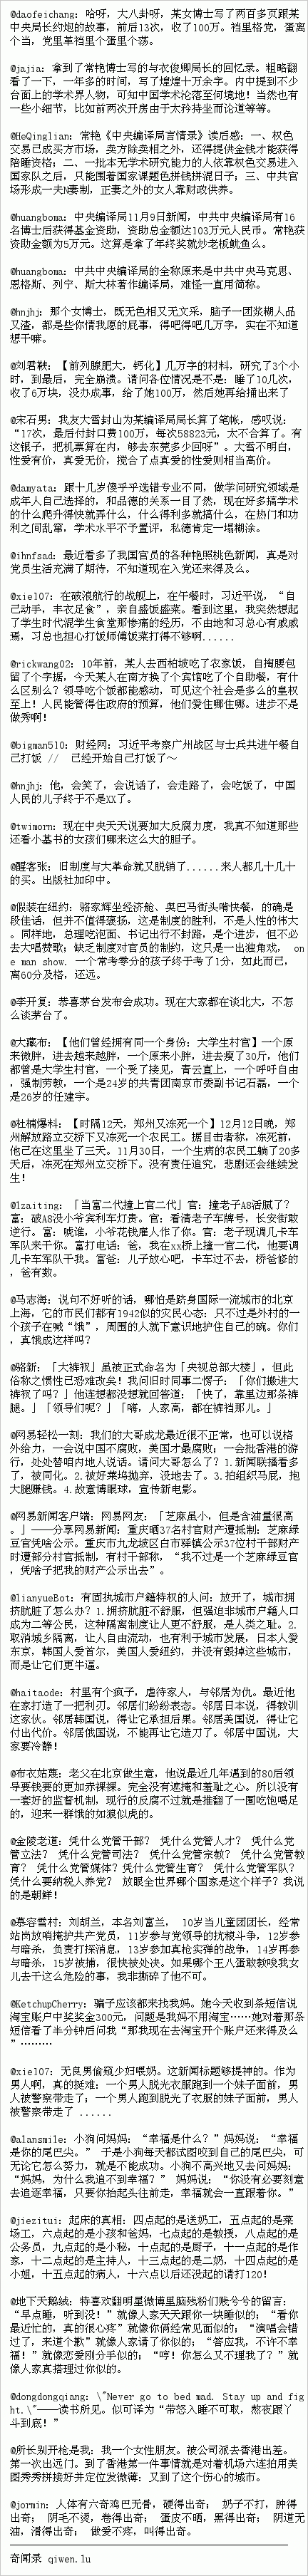 @daofeichang: 哈呀，大八卦呀，某女博士写了两百多页跟某
中央局长约炮的故事，前后13次，收了100万。裆里格党，蛋离
个当，党里革裆里个蛋里个荡。
@jajia: 拿到了常艳博士写的与衣俊卿局长的回忆录。粗略翻
看了一下，一年多的时间，写了煌煌十万余字。内中提到不少
台面上的学术界人物，可知中国学术沦落至何境地！当然也有
一些小细节，比如前两次开房由于太矜持坐而论道等等。
@HeQinglian: 常艳《中央编译局言情录》读后感：一、权色
交易已成买方市场，卖方除卖相之外，还得提供金钱才能获得
陪睡资格；二、一批本无学术研究能力的人依靠权色交易进入
国家队之后，只能围着国家课题色拼钱拼混日子；三、中共官
场形成一夫N妻制，正妻之外的女人靠财政供养。
@huangboma: 中央编译局11月9日新闻，中共中央编译局有16
名博士后获得基金资助，资助总金额达103万元人民币。常艳获
资助金额为5万元。这算是拿了年终奖就炒老板鱿鱼么。
@huangboma: 中共中央编译局的全称原来是中共中央马克思、
恩格斯、列宁、斯大林著作编译局，难怪一直用简称。
@hnjhj: 那个女博士，既无色相又无文采，脑子一团浆糊人品
又渣，都是些你情我愿的屁事，得吧得吧几万字，实在不知道
想干嘛。
@刘君鞅: 【前列腺肥大，钙化】几万字的材料，研究了3个小
时，到最后，完全崩溃。请问各位情况是不是：睡了10几次，
收了6万块，没办成事，给了她100万，然后她再给捅出来了
@宋石男: 我友大雪封山为某编译局局长算了笔帐，感叹说：
“17次，最后付封口费100万，每次58823元，太不合算了。有
这银子，把机票算在内，够去东莞多少回呀”。大雪不明白，
性爱有价，真爱无价，搅合了点真爱的性爱则相当高价。
@damyata: 跟十几岁傻乎乎选错专业不同，做学问研究领域是
成年人自己选择的，和品德的关系一目了然，现在好多搞学术
的什么爬升得快就弄什么，什么得利多就搞什么，在热门和功
利之间乱窜，学术水平不予置评，私德肯定一塌糊涂。
@ihnfsad: 最近看多了我国官员的各种艳照桃色新闻，真是对
党员生活充满了期待，不知道现在入党还来得及么。
@xie107: 在破浪航行的战舰上，在午餐时，习近平说，“自
己动手，丰衣足食”，亲自盛饭盛菜。看到这里，我突然想起
了学生时代混学生食堂那惨痛的经历，不由地和习总心有戚戚
焉，习总也担心打饭师傅饭菜打得不够啊......
@rickwang02: 10年前，某人去西柏坡吃了农家饭，自掏腰包
留了个字据，今天某人在南方换了个宾馆吃了个自助餐，有什
么区别么？领导吃个饭都能感动，可见这个社会是多么的皇权
至上！人民能管得住政府的预算，他们爱住哪住哪。进步不是
做秀啊！
@bigman510: 财经网：习近平考察广州战区与士兵共进午餐自
己打饭 // 已经开始自己打饭了～
@hnjhj: 他，会笑了，会说话了，会走路了，会吃饭了，中国
人民的儿子终于不是XX了。
@twimorn: 现在中央天天说要加大反腐力度，我真不知道那些
还看小基书的女孩们哪来这么大的胆子。
@醒客张: 旧制度与大革命就又脱销了......来人都几十几十
的买。出版社加印中。
@假装在纽约: 骆家辉坐经济舱、奥巴马街头啃快餐，的确是
段佳话，但并不值得褒扬，这是制度的胜利，不是人性的伟大
。同样地，总理吃泡面、书记出行不封路，是个进步，但不必
去大唱赞歌；缺乏制度对官员的制约，这只是一出独角戏， on
e man show. 一个常考零分的孩子终于考了1分，如此而已，
离60分及格，还远。
@李开复: 恭喜茅台发布会成功。现在大家都在谈北大，不怎
么谈茅台了。
@大藏布: 【他们曾经拥有同一个身份：大学生村官】一个原
来微胖，进去越来越胖，一个原来小胖，进去瘦了30斤，他们
都曾是大学生村官，一个受了接见，青云直上，一个呼吁自由
，强制劳教，一个是24岁的共青团南京市委副书记石磊，一个
是26岁的任建宇。
@杜楠爆料: 【时隔12天，郑州又冻死一个】12月12日晚，郑
州解放路立交桥下又冻死一个农民工。据目击者称，冻死前，
他已在这里坐了三天。11月30日，一个生病的农民工躺了20多
天后，冻死在郑州立交桥下。没有责任追究，悲剧还会继续发
生！
@lzaiting: 「当富二代撞上官二代」官：撞老子A8活腻了？
富：破A8没小爷宾利车灯贵。官：看清老子车牌号，长安街敢
逆行。富：唬谁，小爷花钱雇人作了你。官：老子现调几卡车
军队来干你。富打电话：爸，我在xx桥上撞一官二代，他要调
几卡车军队干我。富爸：儿子放心吧，卡车过不去，桥爸修的
，爸有数。
@马志海: 说句不好听的话，哪怕是跻身国际一流城市的北京
上海，它的市民们都有1942似的灾民心态：只不过是外村的一
个孩子在喊“饿”，周围的人就下意识地护住自己的碗。你们
，真饿成这样吗？
@骆新: 「大裤衩」虽被正式命名为「央视总部大楼」，但此
俗称之惯性已恐难改矣！我问旧时同事二愣子：「你们搬进大
裤衩了吗？」他连想都没想就回答道：「快了，靠里边那条裤
腿。」「领导们呢？」「嗨，人家高，都在裤裆那儿。」
@网易轻松一刻: 我们的大哥成龙最近很不正常，也可以说格
外给力，一会说中国不腐败，美国才最腐败；一会批香港的游
行，处处替咱内地人说话。请问大哥怎么了？1.新闻联播看多
了，被同化。2.被好莱坞抛弃，没地去了。3.拍组织马屁，抱
大腿赚钱。4.故意博眼球，宣传新电影。
@网易新闻客户端: 网易网友：「芝麻虽小，但是含油量很高
。」——分享网易新闻：重庆晒37名村官财产遭抵制：芝麻绿
豆官凭啥公示。重庆市九龙坡区白市驿镇公示37位村干部财产
时遭部分村官抵制，有村干部称，“我不过是一个芝麻绿豆官
，凭啥子把我的财产公示出去”。
@lianyueBot: 有固执城市户籍特权的人问：放开了，城市拥
挤肮脏了怎么办？1.拥挤肮脏不舒服，但强迫非城市户籍人口
成为二等公民，这种隔离制度让人更不舒服，是人类之耻。2.
取消城乡隔离，让人自由流动，也有利于城市发展，日本人爱
东京，韩国人爱首尔，美国人爱纽约，并没有毁掉这些城市，
而是让它们更牛逼。
@haitaode: 村里有个疯子，虐待家人，与邻居为仇。最近他
在家打造了一把利刃。邻居们纷纷表态。邻居日本说，得教训
这家伙。邻居韩国说，得让它承担后果。邻居美国说，得让它
付出代价。邻居俄国说，不能再让它造刀了。邻居中国说，大
家要冷静！
@布衣姑篾: 老父在北京做生意，他说最近几年遇到的80后领
导要钱要的更加赤裸裸。完全没有遮掩和羞耻之心。所以没有
一套好的监督机制，现行的反腐不过就是推翻了一圈吃饱喝足
的，迎来一群饿的如狼似虎的。
@金陵老道: 凭什么党管干部？ 凭什么党管人才？ 凭什么党
管立法？ 凭什么党管司法？ 凭什么党管宗教？ 凭什么党管教
育？ 凭什么党管媒体？凭什么党管生育？ 凭什么党管军队？
凭什么要纳税人养党？ 放眼全世界哪个国家是这个样子？我说
的是朝鲜！
@慕容雪村: 刘胡兰，本名刘富兰， 10岁当儿童团团长，经常
站岗放哨掩护共产党员，11岁参与党领导的抗粮斗争，12岁参
与暗杀，负责打探消息，13岁参加真枪实弹的战争，14岁再参
与暗杀，15岁被捕，很快被处决。如果哪个王八蛋敢教唆我女
儿去干这么危险的事，我非撕碎了他不可。
@KetchupCherry: 骗子应该都来找我妈。她今天收到条短信说
淘宝账户中奖奖金300元，问题是我妈不用淘宝……她对着那条
短信看了半分钟后问我“那我现在去淘宝开个账户还来得及么
”………
@xie107: 无良男偷窥少妇喂奶。这新闻标题够提神的。作为
男人啊，真的挺难：一个男人脱光衣服跑到一个妹子面前，男
人被警察带走了；一个男人跑到脱光了衣服的妹子面前，男人
被警察带走了 ......
@alansmile: 小狗问妈妈：“幸福是什么？”妈妈说：“幸福
是你的尾巴尖。” 于是小狗每天都试图咬到自己的尾巴尖，可
无论它怎么努力，就是不能成功。小狗不高兴地又去问妈妈：
“妈妈，为什么我追不到幸福？” 妈妈说：“你没有必要刻意
去追逐幸福，只要你抬起头往前走，幸福就会一直跟着你。”
@jiezitui: 起床的真相：四点起的是送奶工，五点起的是菜
场工，六点起的是小孩和爸妈，七点起的是教授，八点起的是
公务员，九点起的是小秘，十点起的是厨子，十一点起的是作
家，十二点起的是主持人，十三点起的是二奶，十四点起的是
小姐，十五点起的病人，十六点以后还没起的请打120！
@地下天鹅绒: 特喜欢翻明星微博里脑残粉们贱兮兮的留言：
“早点睡，听到没！”就像人家天天跟你一块睡似的；“看你
最近忙的，真的很心疼”就像你俩经常见面似的；“演唱会错
过了，来道个歉”就像人家请了你似的；“答应我，不许不幸
福！”就像恋爱刚分手似的；“哼！你怎么又不理我了？”就
像人家真搭理过你似的。
@dongdongqiang: \"Never go to bed mad. Stay up and fig
ht.\"——读书所见。似可译为“带怒入睡不可取，熬夜跟丫
斗到底！”
@所长别开枪是我: 我一个女性朋友。被公司派去香港出差。
第一次出远门。到了香港第一件事情就是对着机场六连拍用美
图秀秀拼接好并定位发微薄：又到了这个伤心的城市。
@jormin: 人体有六奇鸡巴无骨，硬得出奇； 奶子不打，肿得
出奇； 阴毛不烫，卷得出奇； 蛋皮不晒，黑得出奇； 阴道无
油，滑得出奇； 做爱不疼，叫得出奇。
奇闻录 qiwen.lu